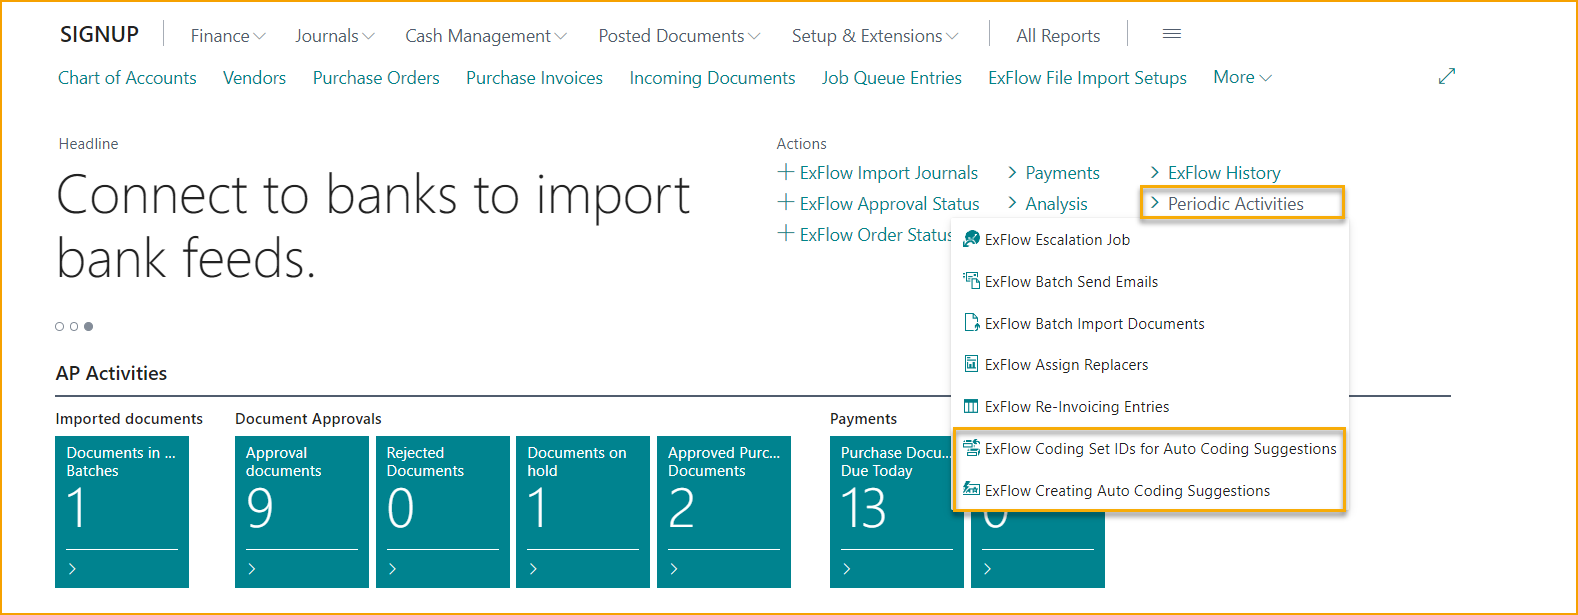 SIGNUP
Finance
Journals
Cash Management
Posted Documents
Setup & Extensions
All Reports
Chart of Accounts
Vendors
Purchase Orders
Purchase Invoices
Incoming Documents
Job Queue Entries
ExFlow File Import Setups
More
Headline
Connect to banks to import
bank feeds.
Actions
ExFlow Import Journals
ExFlow Approval Status
ExFlow Order Status
Payments
Analysis
ExFlow History
Periodic Activities
ExFlow Escalation Job
ExFlow Batch Send Emails
ExFlow Batch Import Documents
ExFlow Assign Replacers
ExFlow Re-Invoicing Entries
ExFlow Coding Set IDs for Auto Coding Suggestions
ExFlow Creating Auto Coding Suggestions
AP Activities
Imported documents
Documents in ...
Batches
1
Document Approvals
Approval
documents
9
Rejected
Documents
0
Documents on
hold
1
Approved Purc...
Documents
2
Payments
Purchase Docu...
Due Today
13
0